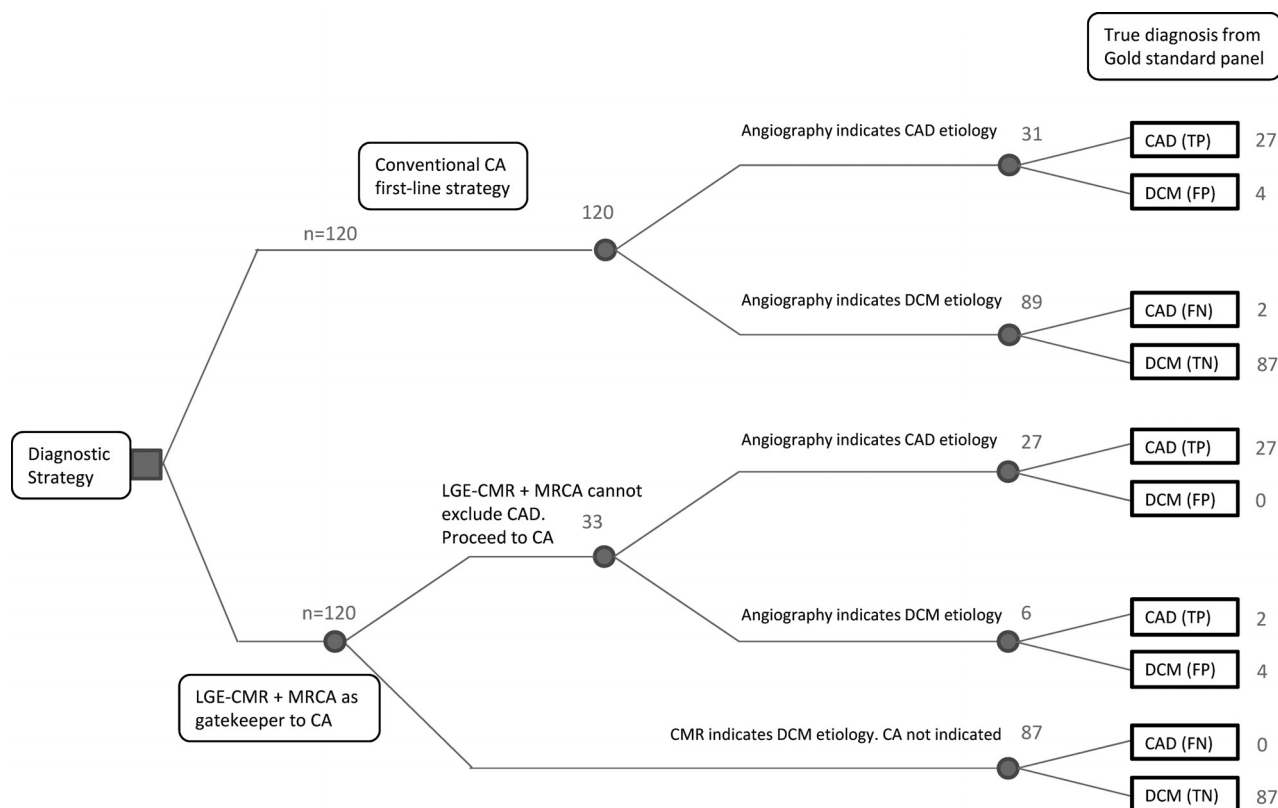 True diagnosis from
Gold standard panel
Angiography indicates CAD etiology
31
CAD (TP)
27
DCM (FP)
4
Conventional CA
first-line strategy
n=120
120
Angiography indicates DCM etiology
89
CAD (FN)
2
DCM (TN)
87
Diagnostic
Strategy
Angiography indicates CAD etiology
27
CAD (TP)
27
DCM (FP)
0
LGE-CMR + MRCA cannot
exclude CAD.
Proceed to CA
33
n=120
Angiography indicates DCM etiology
6
CAD (TP)
2
DCM (FP)
4
LGE-CMR + MRCA as
gatekeeper to CA
CMR indicates DCM etiology. CA not indicated
87
CAD (FN)
0
DCM (TN)
87